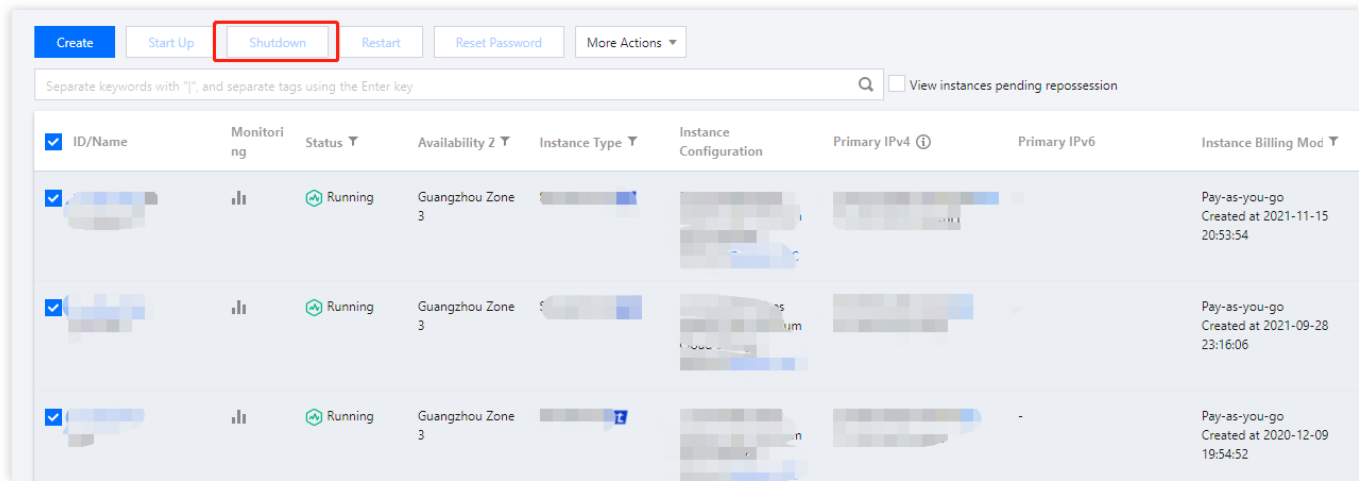 Create Start Up Shutdown Restart Reset Password More Actions
Separate keywords with "|", and separate tags using the Enter key
View instances pending repossession
ID/Name Monitori
ng Status Availability Z Instance Type Instance
Configuration Primary IPv4 Primary IPv6 Instance Billing Mod
Running Guangzhou Zone
3 Pay-as-you-go
Created at 2021-11-15
20:53:54
Running Guangzhou Zone
3 Pay-as-you-go
Created at 2021-09-28
23:16:06
Running Guangzhou Zone
3 - Pay-as-you-go
Created at 2020-12-09
19:54:52